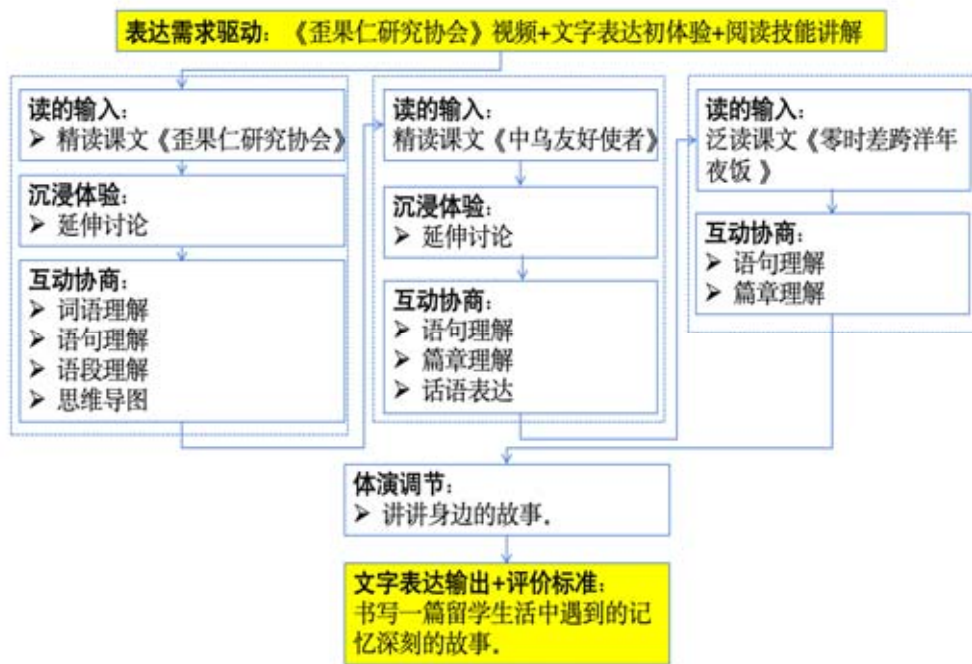 表达需求驱动：《歪果仁研究协会》视频+文字表达初体验+阅读技能讲解
读的输入：
➢ 精读课文《歪果仁研究协会》
沉浸体验：
➢ 延伸讨论
互动协商：
➢ 词语理解
➢ 语句理解
➢ 语段理解
➢ 思维导图
读的输入：
精读课文《中乌友好使者》
沉浸体验：
➢ 延伸讨论
互动协商：
➢ 语句理解
➢ 篇章理解
➢ 话语表达
读的输入：
泛读课文《零时差跨洋年
夜饭》
互动协商：
➢ 语句理解
➢ 篇章理解
体演调节：
➢ 讲讲身边的故事．
文字表达输出+评价标准：
书写一篇留学生活中遇到的记
忆深刻的故事．